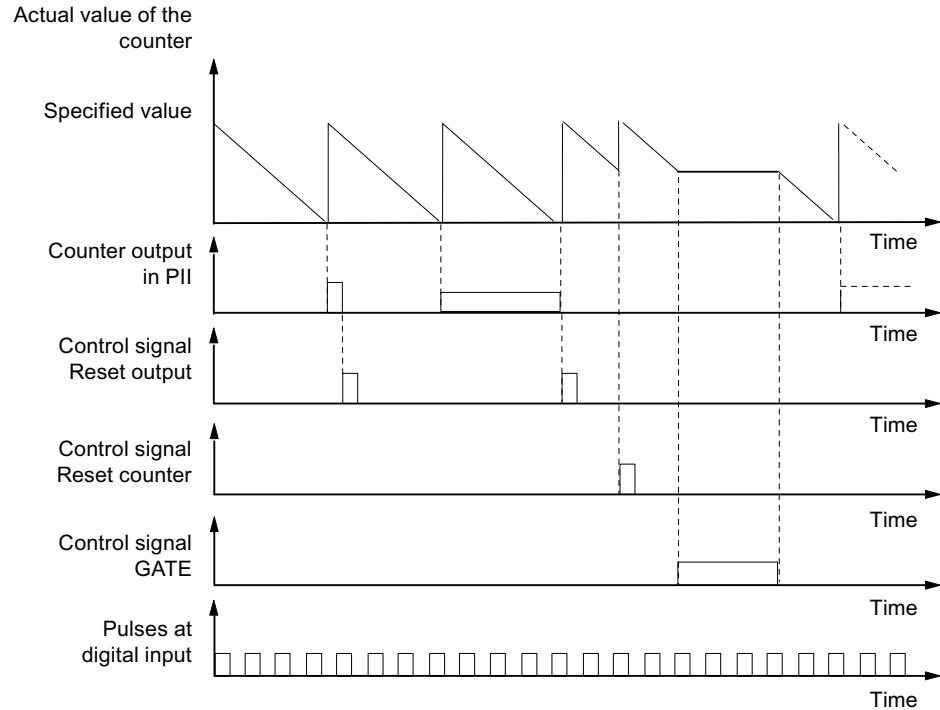 Actual value of the
counter
Specified value
Time
Counter output
in PII
Time
Control signal
Reset output
Time
Control signal
Reset counter
Time
Control signal
GATE
Time
Pulses at
digital input
Time